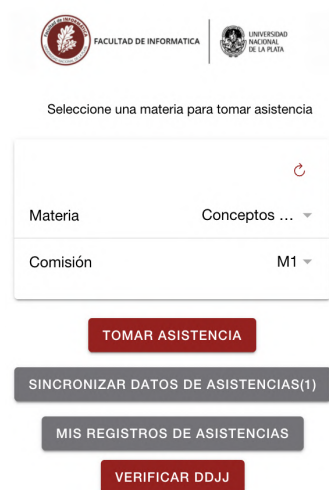 FACULTAD DE INFORMATICA
UNIVERSIDAD
NACIONAL
DE LA PLATA
Seleccione una materia para tomar asistencia
Materia Conceptos ...
Comisión M1
TOMAR ASISTENCIA
SINCRONIZAR DATOS DE ASISTENCIAS(1)
MIS REGISTROS DE ASISTENCIAS
VERIFICAR DDJJ